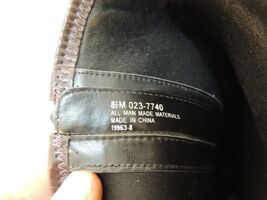 8½M 023-7740
ALL MAN MADE MATERIALS
MADE IN CHINA
19963-8